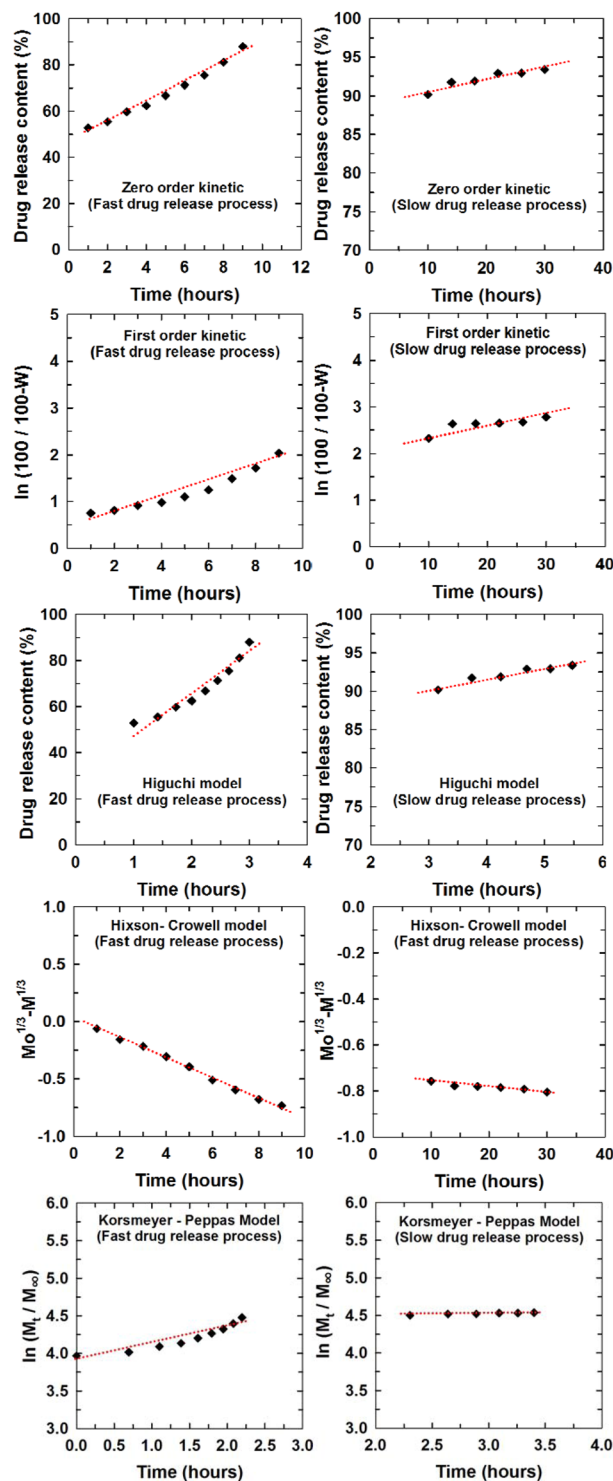 Drug release content (%)
100
80
60
40
20
0
Zero order kinetic
(Fast drug release process)
0 2 4 6 8 10 12
Time (hours)
Drug release content (%)
100
95
90
85
80
75
70
Zero order kinetic
(Slow drug release process)
0 10 20 30 40
Time (hours)
ln (100 / 100-W)
5
4
3
2
1
0
First order kinetic
(Fast drug release process)
0 2 4 6 8 10
Time (hours)
ln (100 / 100-W)
5
4
3
2
1
0
First order kinetic
(Slow drug release process)
0 10 20 30 40
Time (hours)
Drug release content (%)
100
80
60
40
20
0
Higuchi model
(Fast drug release process)
0 1 2 3 4
Time (hours)
Drug release content (%)
100
95
90
85
80
75
70
Higuchi model
(Slow drug release process)
2 3 4 5 6
Time (hours)
Mo1/3-M1/3
1.0
0.5
0.0
-0.5
-1.0
Hixson- Crowell model
(Fast drug release process)
0 2 4 6 8 10
Time (hours)
Mo1/3-M1/3
0.0
-0.2
-0.4
-0.6
-0.8
-1.0
Hixson- Crowell model
(Fast drug release process)
0 10 20 30 40
Time (hours)
ln (Mt / M∞)
6.0
5.5
5.0
4.5
4.0
3.5
3.0
Korsmeyer - Peppas Model
(Fast drug release process)
0.0 0.5 1.0 1.5 2.0 2.5 3.0
Time (hours)
ln (Mt / M∞)
6.0
5.5
5.0
4.5
4.0
3.5
3.0
Korsmeyer - Peppas Model
(Slow drug release process)
2.0 2.5 3.0 3.5 4.0
Time (hours)